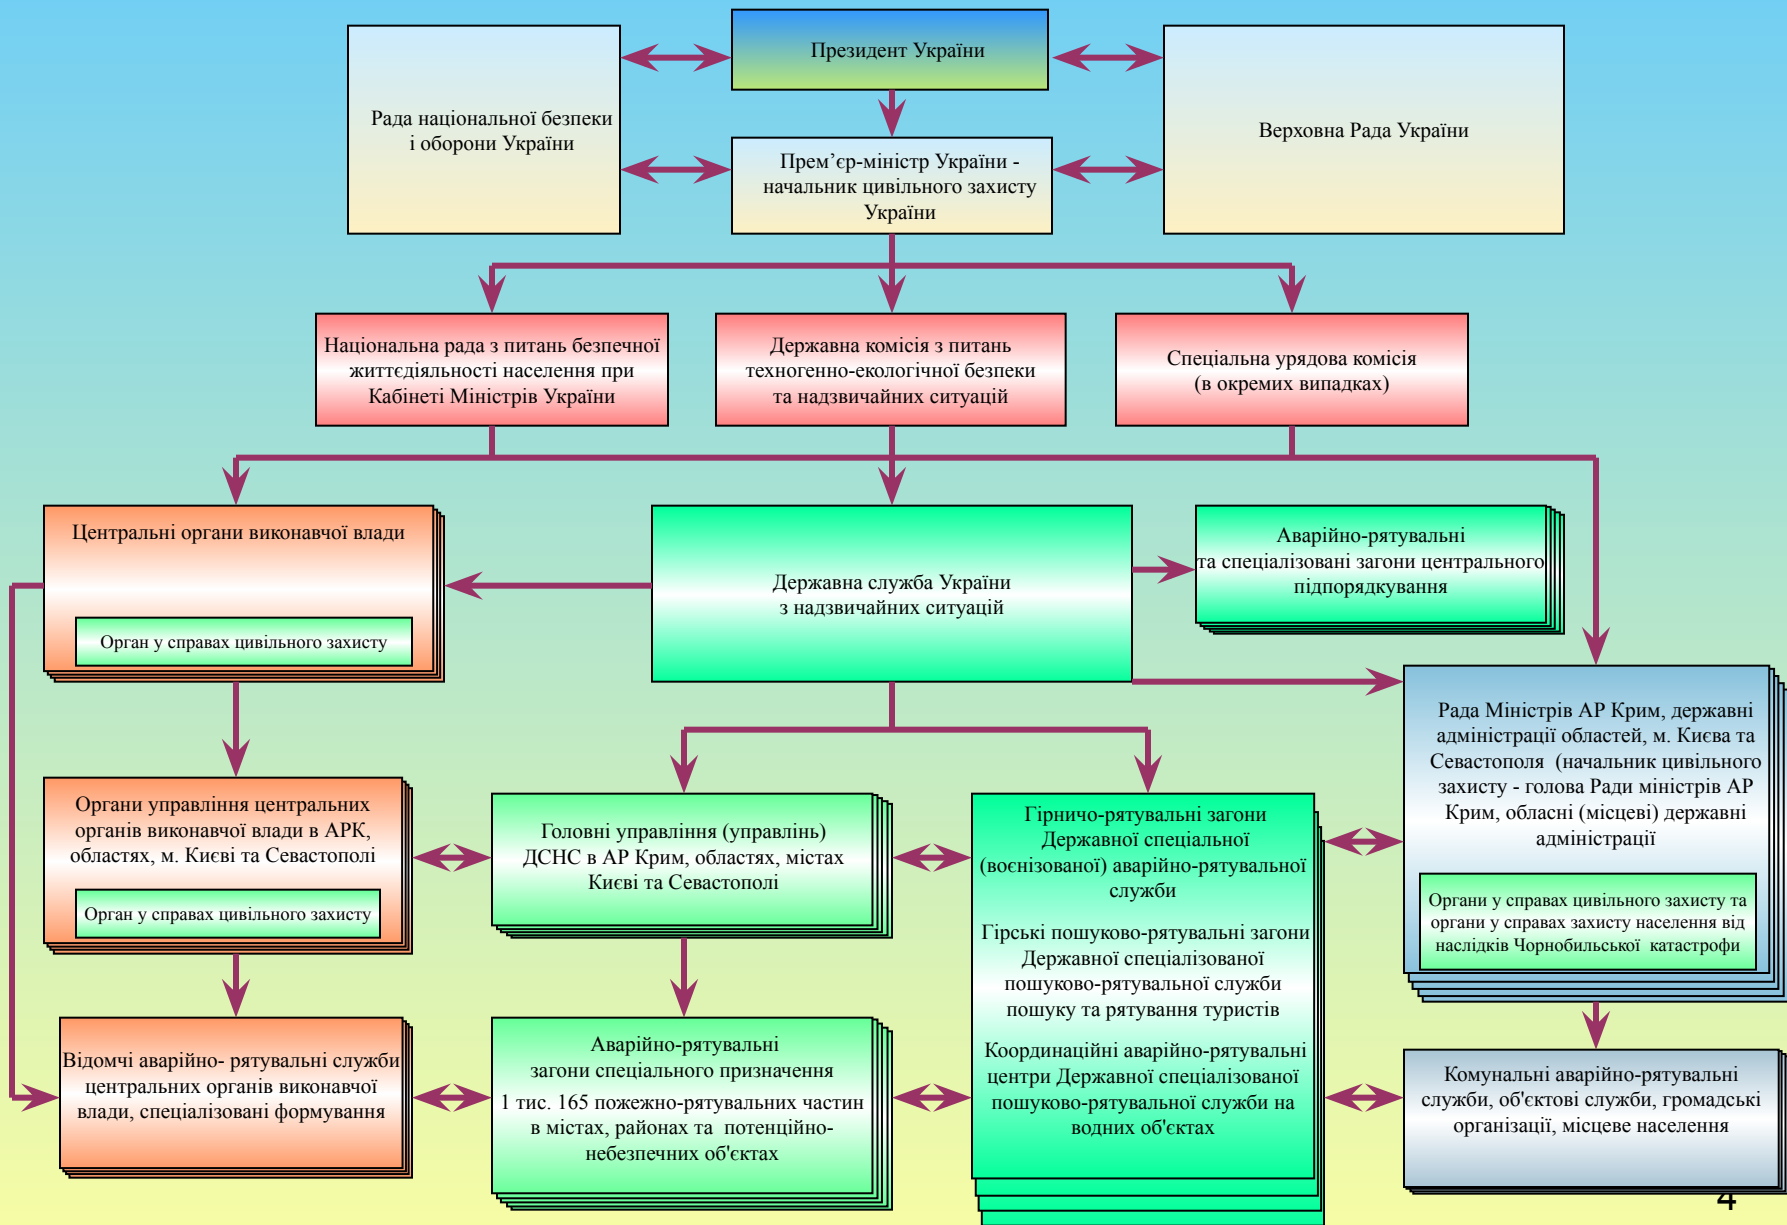 Президент України
Рада національної безпеки
і оборони України
Верховна Рада України
Прем’єр-міністр України -
начальник цивільного захисту
України
Національна рада з питань безпечної
життєдіяльності населення при
Кабінеті Міністрів України
Державна комісія з питань
техногенно-екологічної безпеки
та надзвичайних ситуацій
Спеціальна урядова комісія
(в окремих випадках)
Центральні органи виконавчої влади
Орган у справах цивільного захисту
Державна служба України
з надзвичайних ситуацій
Аварійно-рятувальні
та спеціалізовані загони центрального
підпорядкування
Рада Міністрів АР Крим, державні
адміністрації областей, м. Києва та
Севастополя (начальник цивільного
захисту - голова Ради міністрів АР
Крим, обласні (місцеві) державні
адміністрації
Органи у справах цивільного захисту та
органи у справах захисту населення від
наслідків Чорнобильської катастрофи
Органи управління центральних
органів виконавчої влади в АРК,
областях, м. Києві та Севастополі
Орган у справах цивільного захисту
Головні управління (управлінь)
ДСНС в АР Крим, областях, містах
Києві та Севастополі
Гірничо-рятувальні загони
Державної спеціальної
(воєнізованої) аварійно-рятувальної
служби
Гірські пошуково-рятувальні загони
Державної спеціалізованої
пошуково-рятувальної служби
пошуку та рятування туристів
Координаційні аварійно-рятувальні
центри Державної спеціалізованої
пошуково-рятувальної служби на
водних об'єктах
Відомчі аварійно- рятувальні служби
центральних органів виконавчої
влади, спеціалізовані формування
Аварійно-рятувальні
загони спеціального призначення
1 тис. 165 пожежно-рятувальних частин
в містах, районах та потенційно-
небезпечних об'єктах
Комунальні аварійно-рятувальні
служби, об'єктові служби, громадські
організації, місцеве населення
4